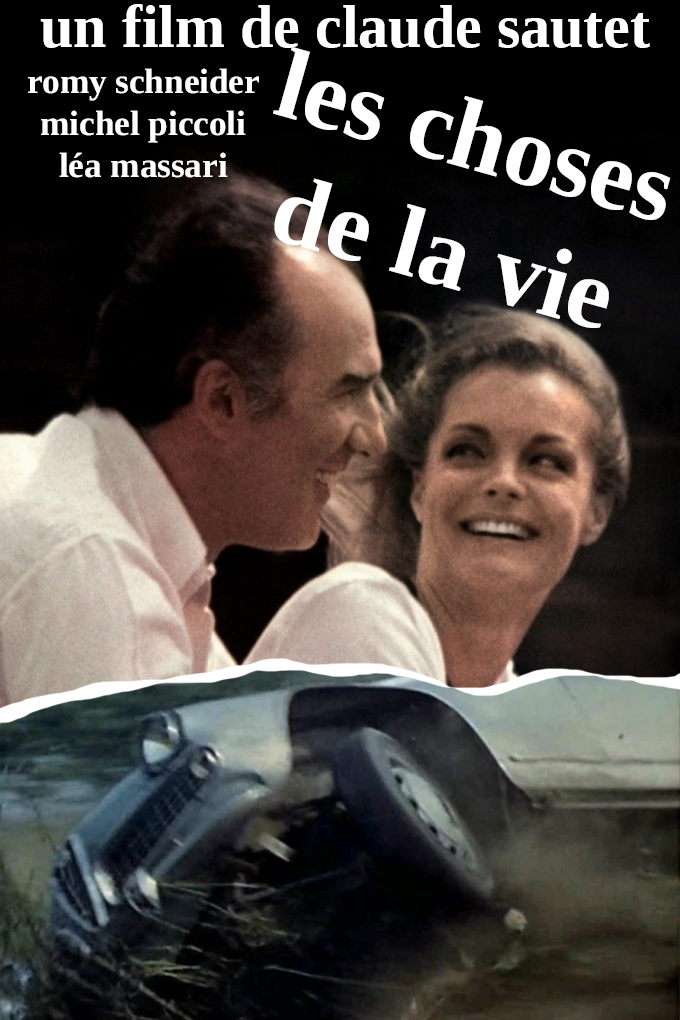 un film de claude sautet
romy schneider
michel piccoli
léa massari
les choses
de la vie